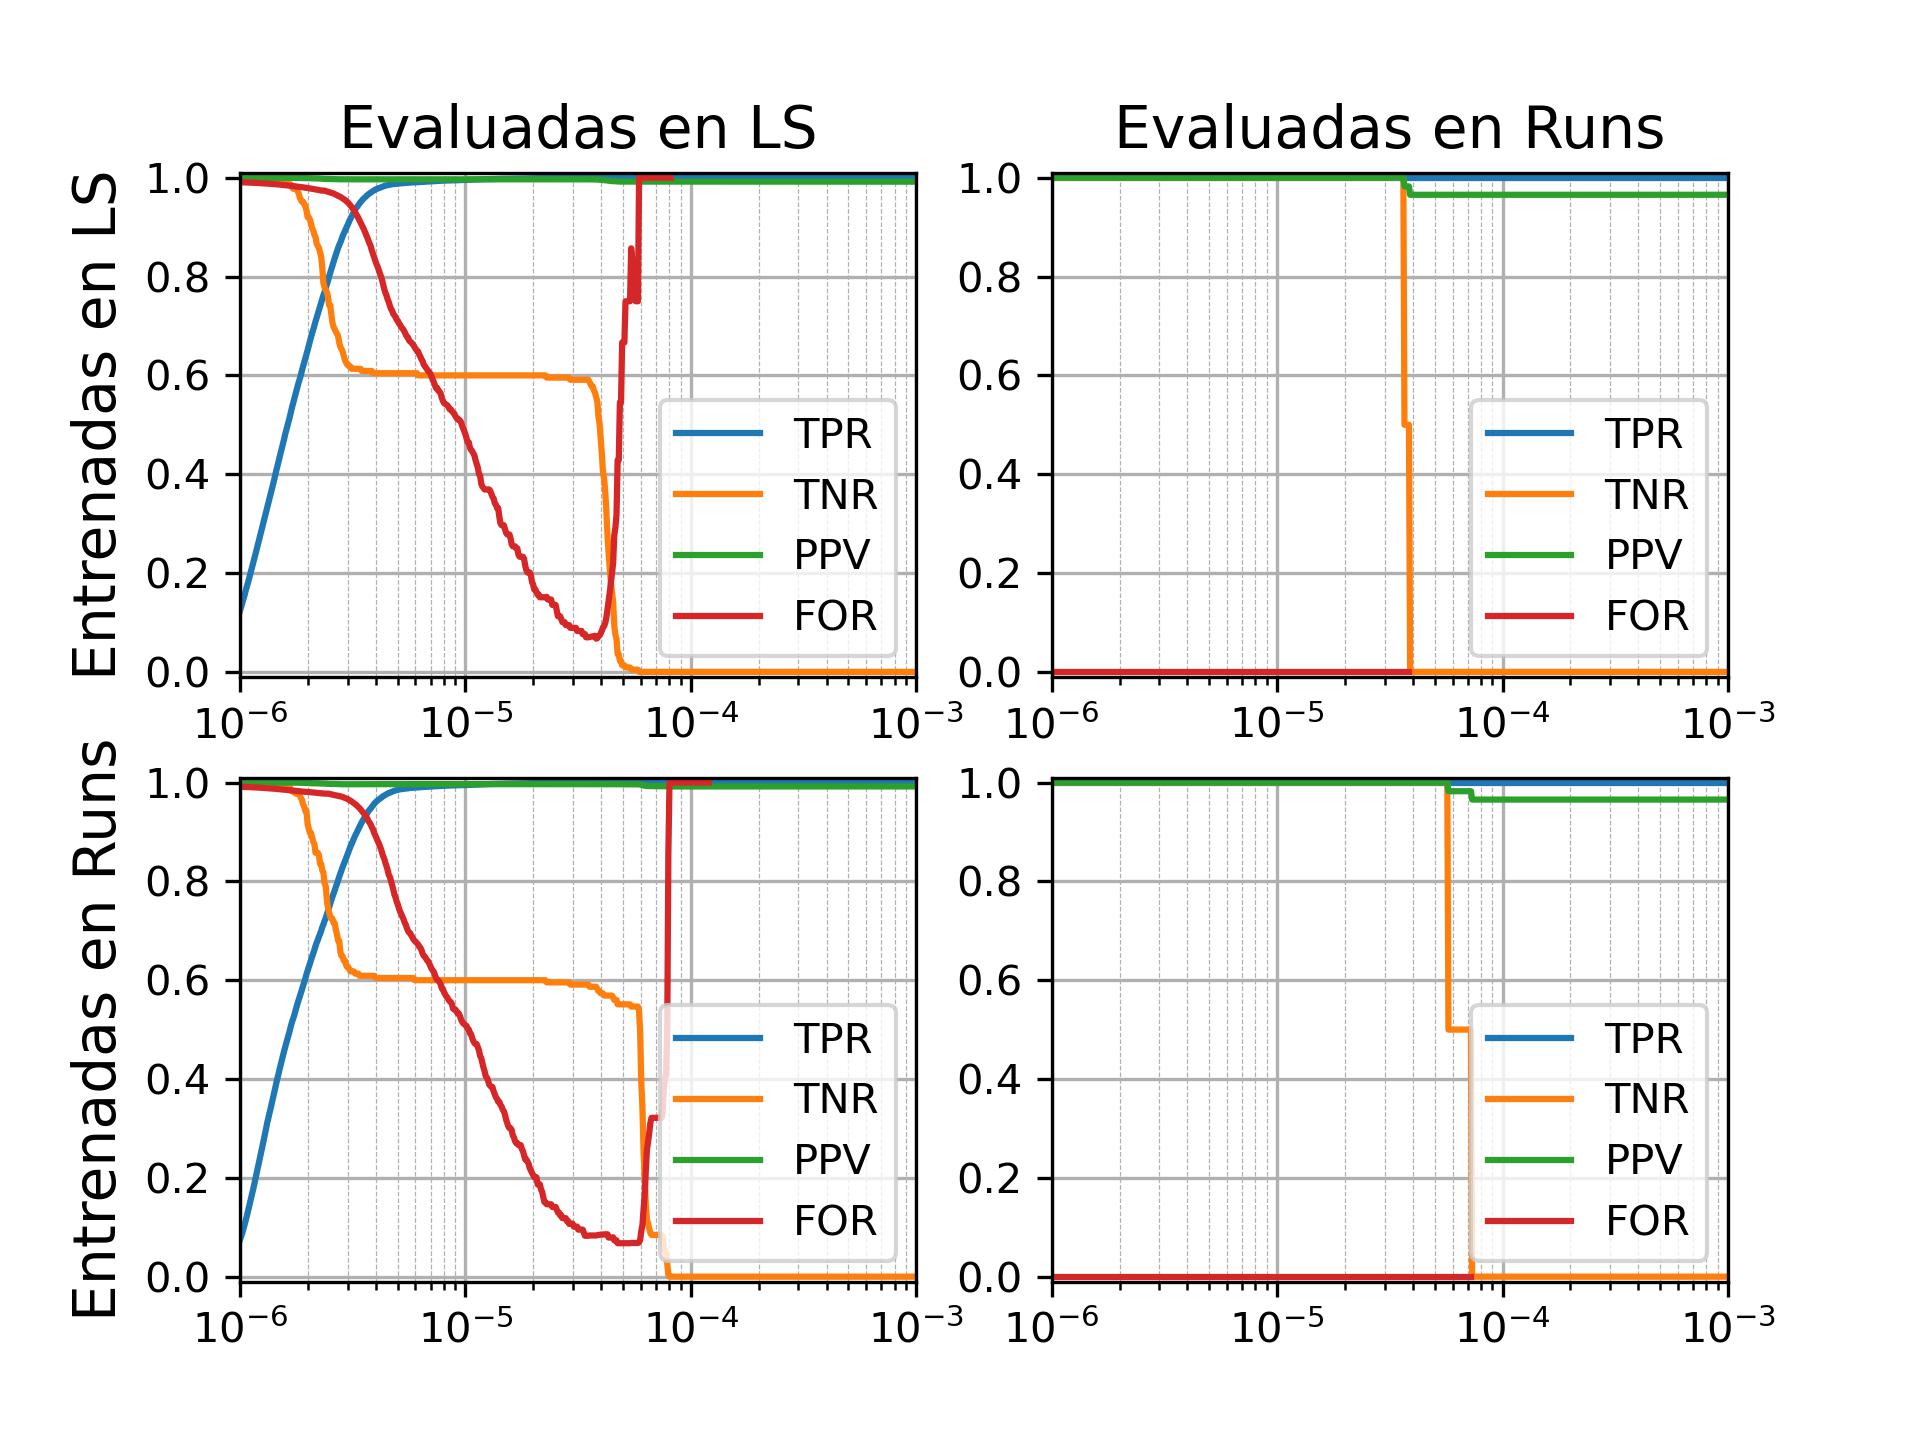 Evaluadas en LS
Evaluadas en Runs
Entrenadas en LS
1.0
0.8
0.6
0.4
0.2
0.0
10⁻⁶ 10⁻⁵ 10⁻⁴ 10⁻³
TPR
TNR
PPV
FOR
1.0
0.8
0.6
0.4
0.2
0.0
10⁻⁶ 10⁻⁵ 10⁻⁴ 10⁻³
TPR
TNR
PPV
FOR
Entrenadas en Runs
1.0
0.8
0.6
0.4
0.2
0.0
10⁻⁶ 10⁻⁵ 10⁻⁴ 10⁻³
TPR
TNR
PPV
FOR
1.0
0.8
0.6
0.4
0.2
0.0
10⁻⁶ 10⁻⁵ 10⁻⁴ 10⁻³
TPR
TNR
PPV
FOR